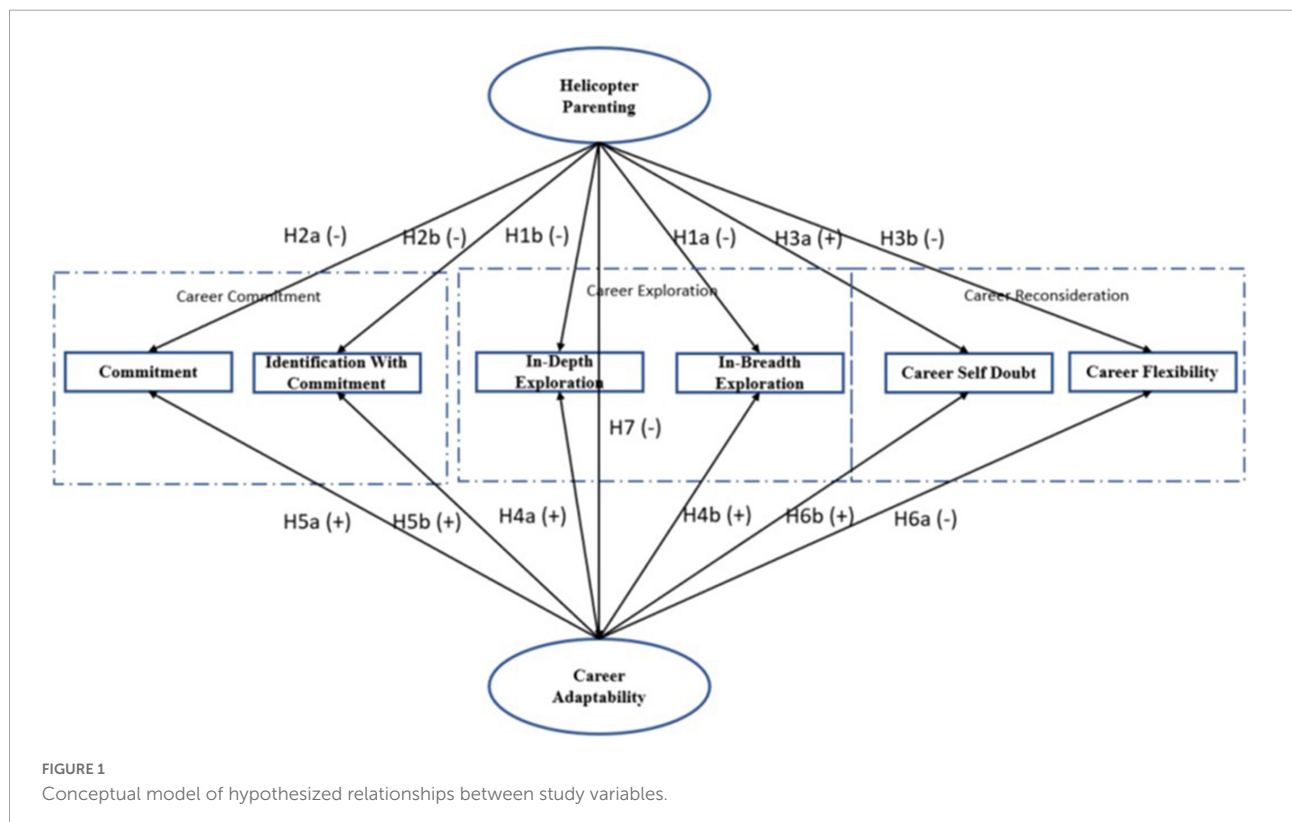 Helicopter
Parenting
H2a (-)
H2b (-)
H1b (-)
H1a (-)
H3a (+)
H3b (-)
Career Commitment
Career Exploration
Career Reconsideration
Commitment
Identification With
Commitment
In-Depth
Exploration
In-Breadth
Exploration
Career Self Doubt
Career Flexibility
H7 (-)
H5a (+)
H5b (+)
H4a (+)
H4b (+)
H6b (+)
H6a (-)
Career
Adaptability
FIGURE 1
Conceptual model of hypothesized relationships between study variables.